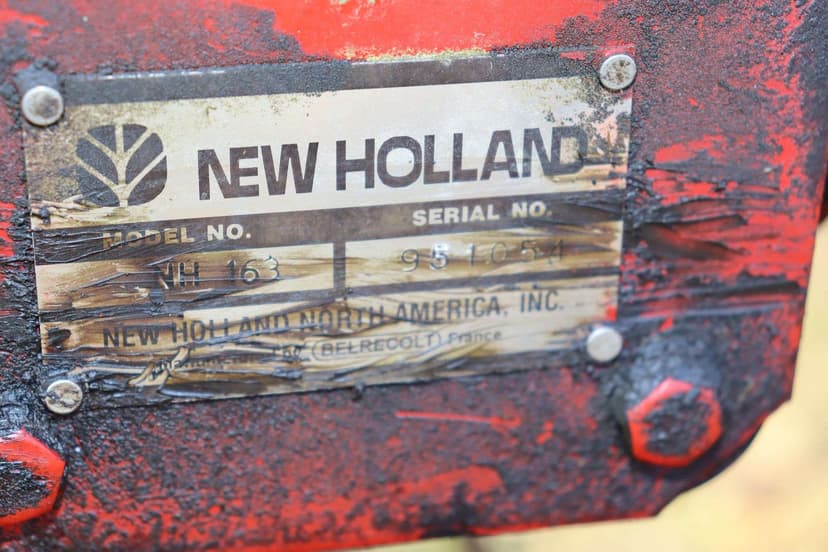 NEW HOLLAND
MODEL NO.
SERIAL NO.
NH 163
951054
NEW HOLLAND NORTH AMERICA, INC.
(BELRECOLT) France